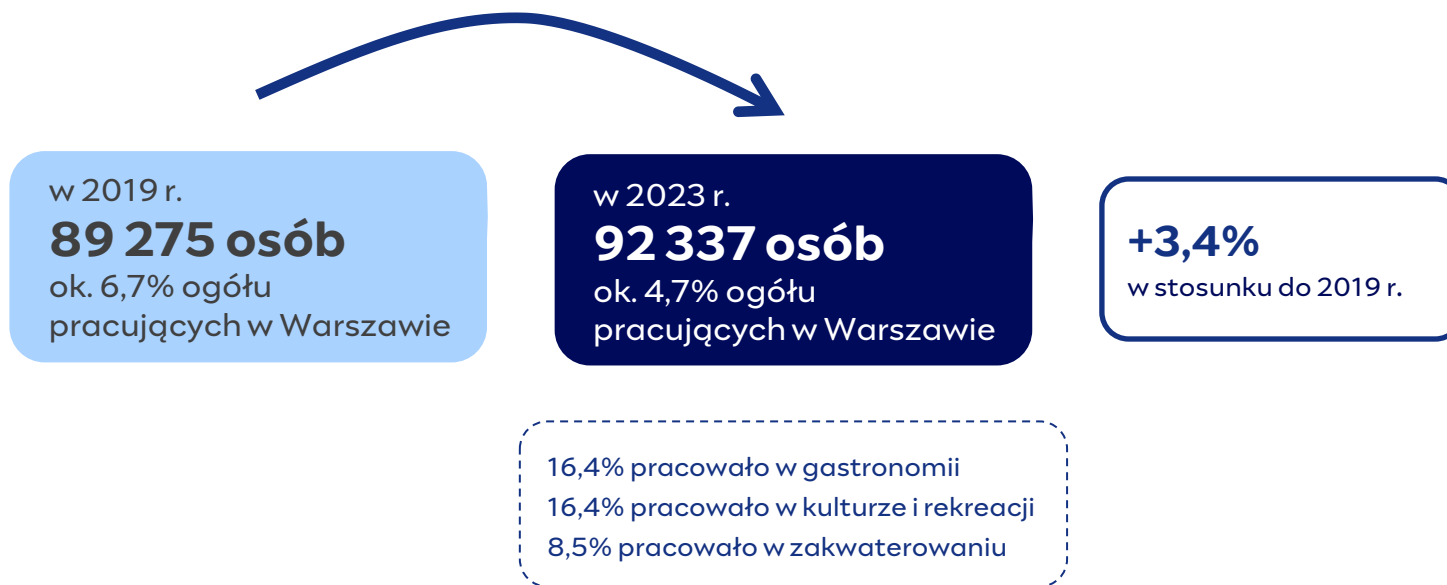 w 2019 r.
89 275 osób
ok. 6,7% ogółu
pracujących w Warszawie
w 2023 r.
92 337 osób
ok. 4,7% ogółu
pracujących w Warszawie
+3,4%
w stosunku do 2019 r.
16,4% pracowało w gastronomii
16,4% pracowało w kulturze i rekreacji
8,5% pracowało w zakwaterowaniu